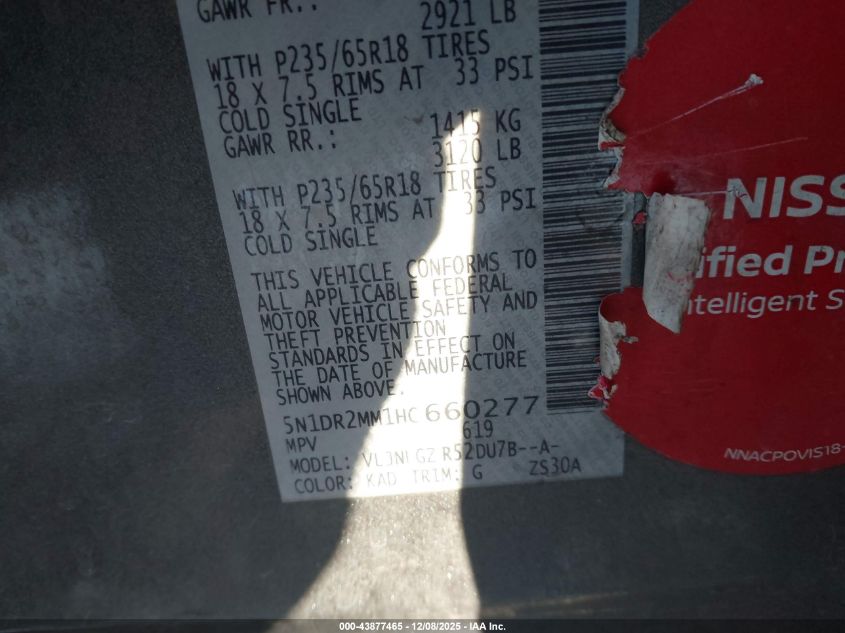 GAWR FR.:
2921 LB
WITH P235/65R18 TIRES
18 X 7.5 RIMS AT 33 PSI
COLD SINGLE
GAWR RR.: 1415 KG
3120 LB
WITH P235/65R18 TIRES
18 X 7.5 RIMS AT 33 PSI
COLD SINGLE
THIS VEHICLE CONFORMS TO
ALL APPLICABLE FEDERAL
MOTOR VEHICLE SAFETY AND
THEFT PREVENTION
STANDARDS IN EFFECT ON
THE DATE OF MANUFACTURE
SHOWN ABOVE.
5N1DR2MM1HC660277
MPV 619
MODEL: R52DU7B--A-
COLOR: KAD TRIM: G ZS30A
NISS
ified Pr
ntelligent S
NNACPOVIS18-
000-43877465 - 12/08/2025 - IAA Inc.